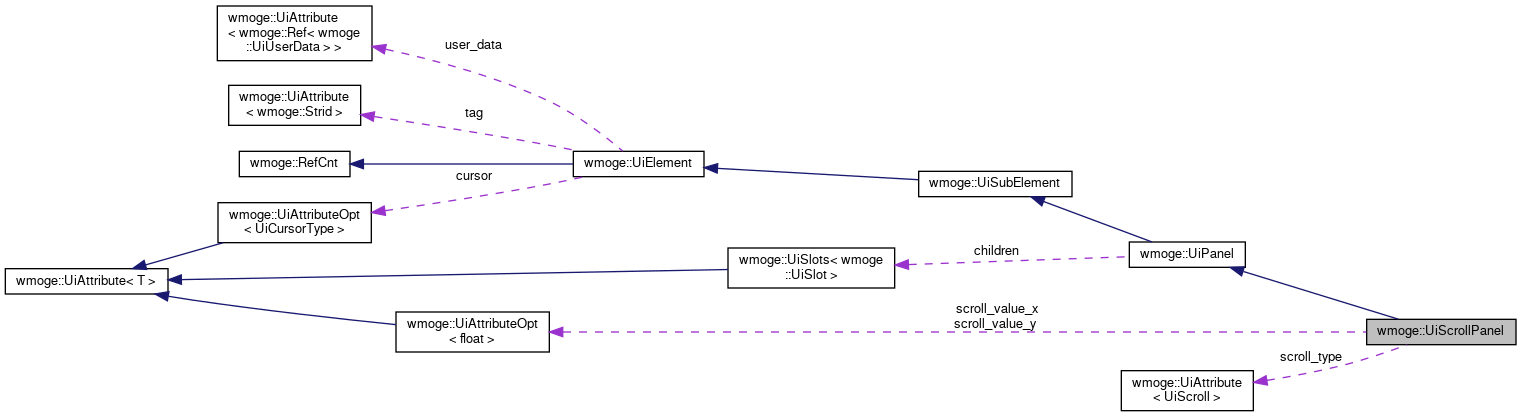 wmoge::UiAttribute
< wmoge::Ref< wmoge
::UiUserData > >
user_data
wmoge::UiAttribute
< wmoge::Strid >
tag
wmoge::RefCnt
wmoge::UiElement
cursor
wmoge::UiSubElement
wmoge::UiAttributeOpt
< UiCursorType >
children
wmoge::UiPanel
wmoge::UiSlots< wmoge
::UiSlot >
wmoge::UiAttribute< T >
scroll_value_x
scroll_value_y
wmoge::UiAttributeOpt
< float >
wmoge::UiScrollPanel
scroll_type
wmoge::UiAttribute
< UiScroll >